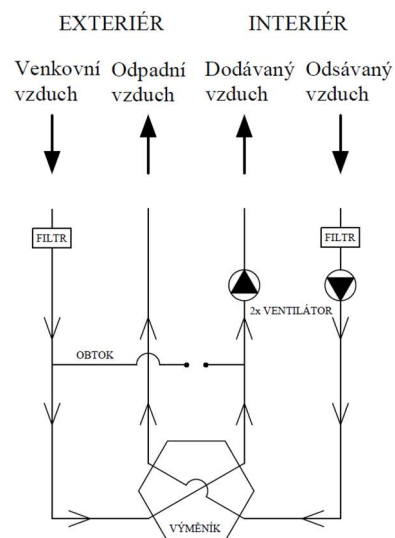 EXTERIÉR INTERIÉR
Venkovní Odpadní Dodávaný Odsávaný
vzduch vzduch vzduch vzduch
FILTR FILTR
2x VENTILÁTOR
OBTOK
VÝMĚNÍK